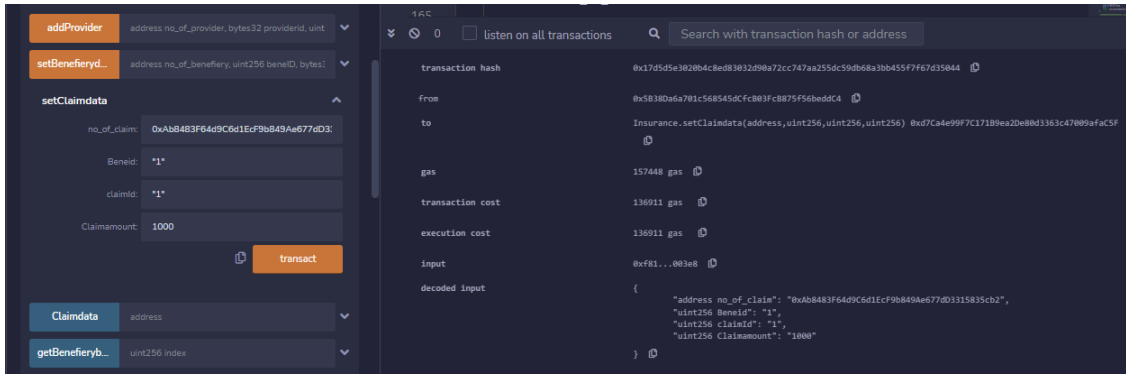 addProvider address no_of_provider, bytes32 providerid, uint
setBenefieryd... address no_of_benefiery, uint256 beneID, bytes3
setClaimdata
no_of_claim: 0xAb8483F64d9C6d1EcF9b849Ae677dD3:
Beneid: "1"
claimId: "1"
Claimamount: 1000
transact
Claimdata address
getBenefieryb... uint256 index
165
0 listen on all transactions Search with transaction hash or address
transaction hash 0x17d5d5e3020b4c8ed83032d90a72cc747aa255dc59db68a3bb455f7f67d35044
from 0x5B38Da6a701c568545dCfcB03FcB875f56beddC4
to Insurance.setClaimdata(address,uint256,uint256,uint256) 0xd7Ca4e99F7C171B9ea2De80d3363c47009afaC5F
gas 157448 gas
transaction cost 136911 gas
execution cost 136911 gas
input 0xf81...003e8
decoded input {
"address no_of_claim": "0xAb8483F64d9C6d1EcF9b849Ae677dD3315835cb2",
"uint256 Beneid": "1",
"uint256 claimId": "1",
"uint256 Claimamount": "1000"
}